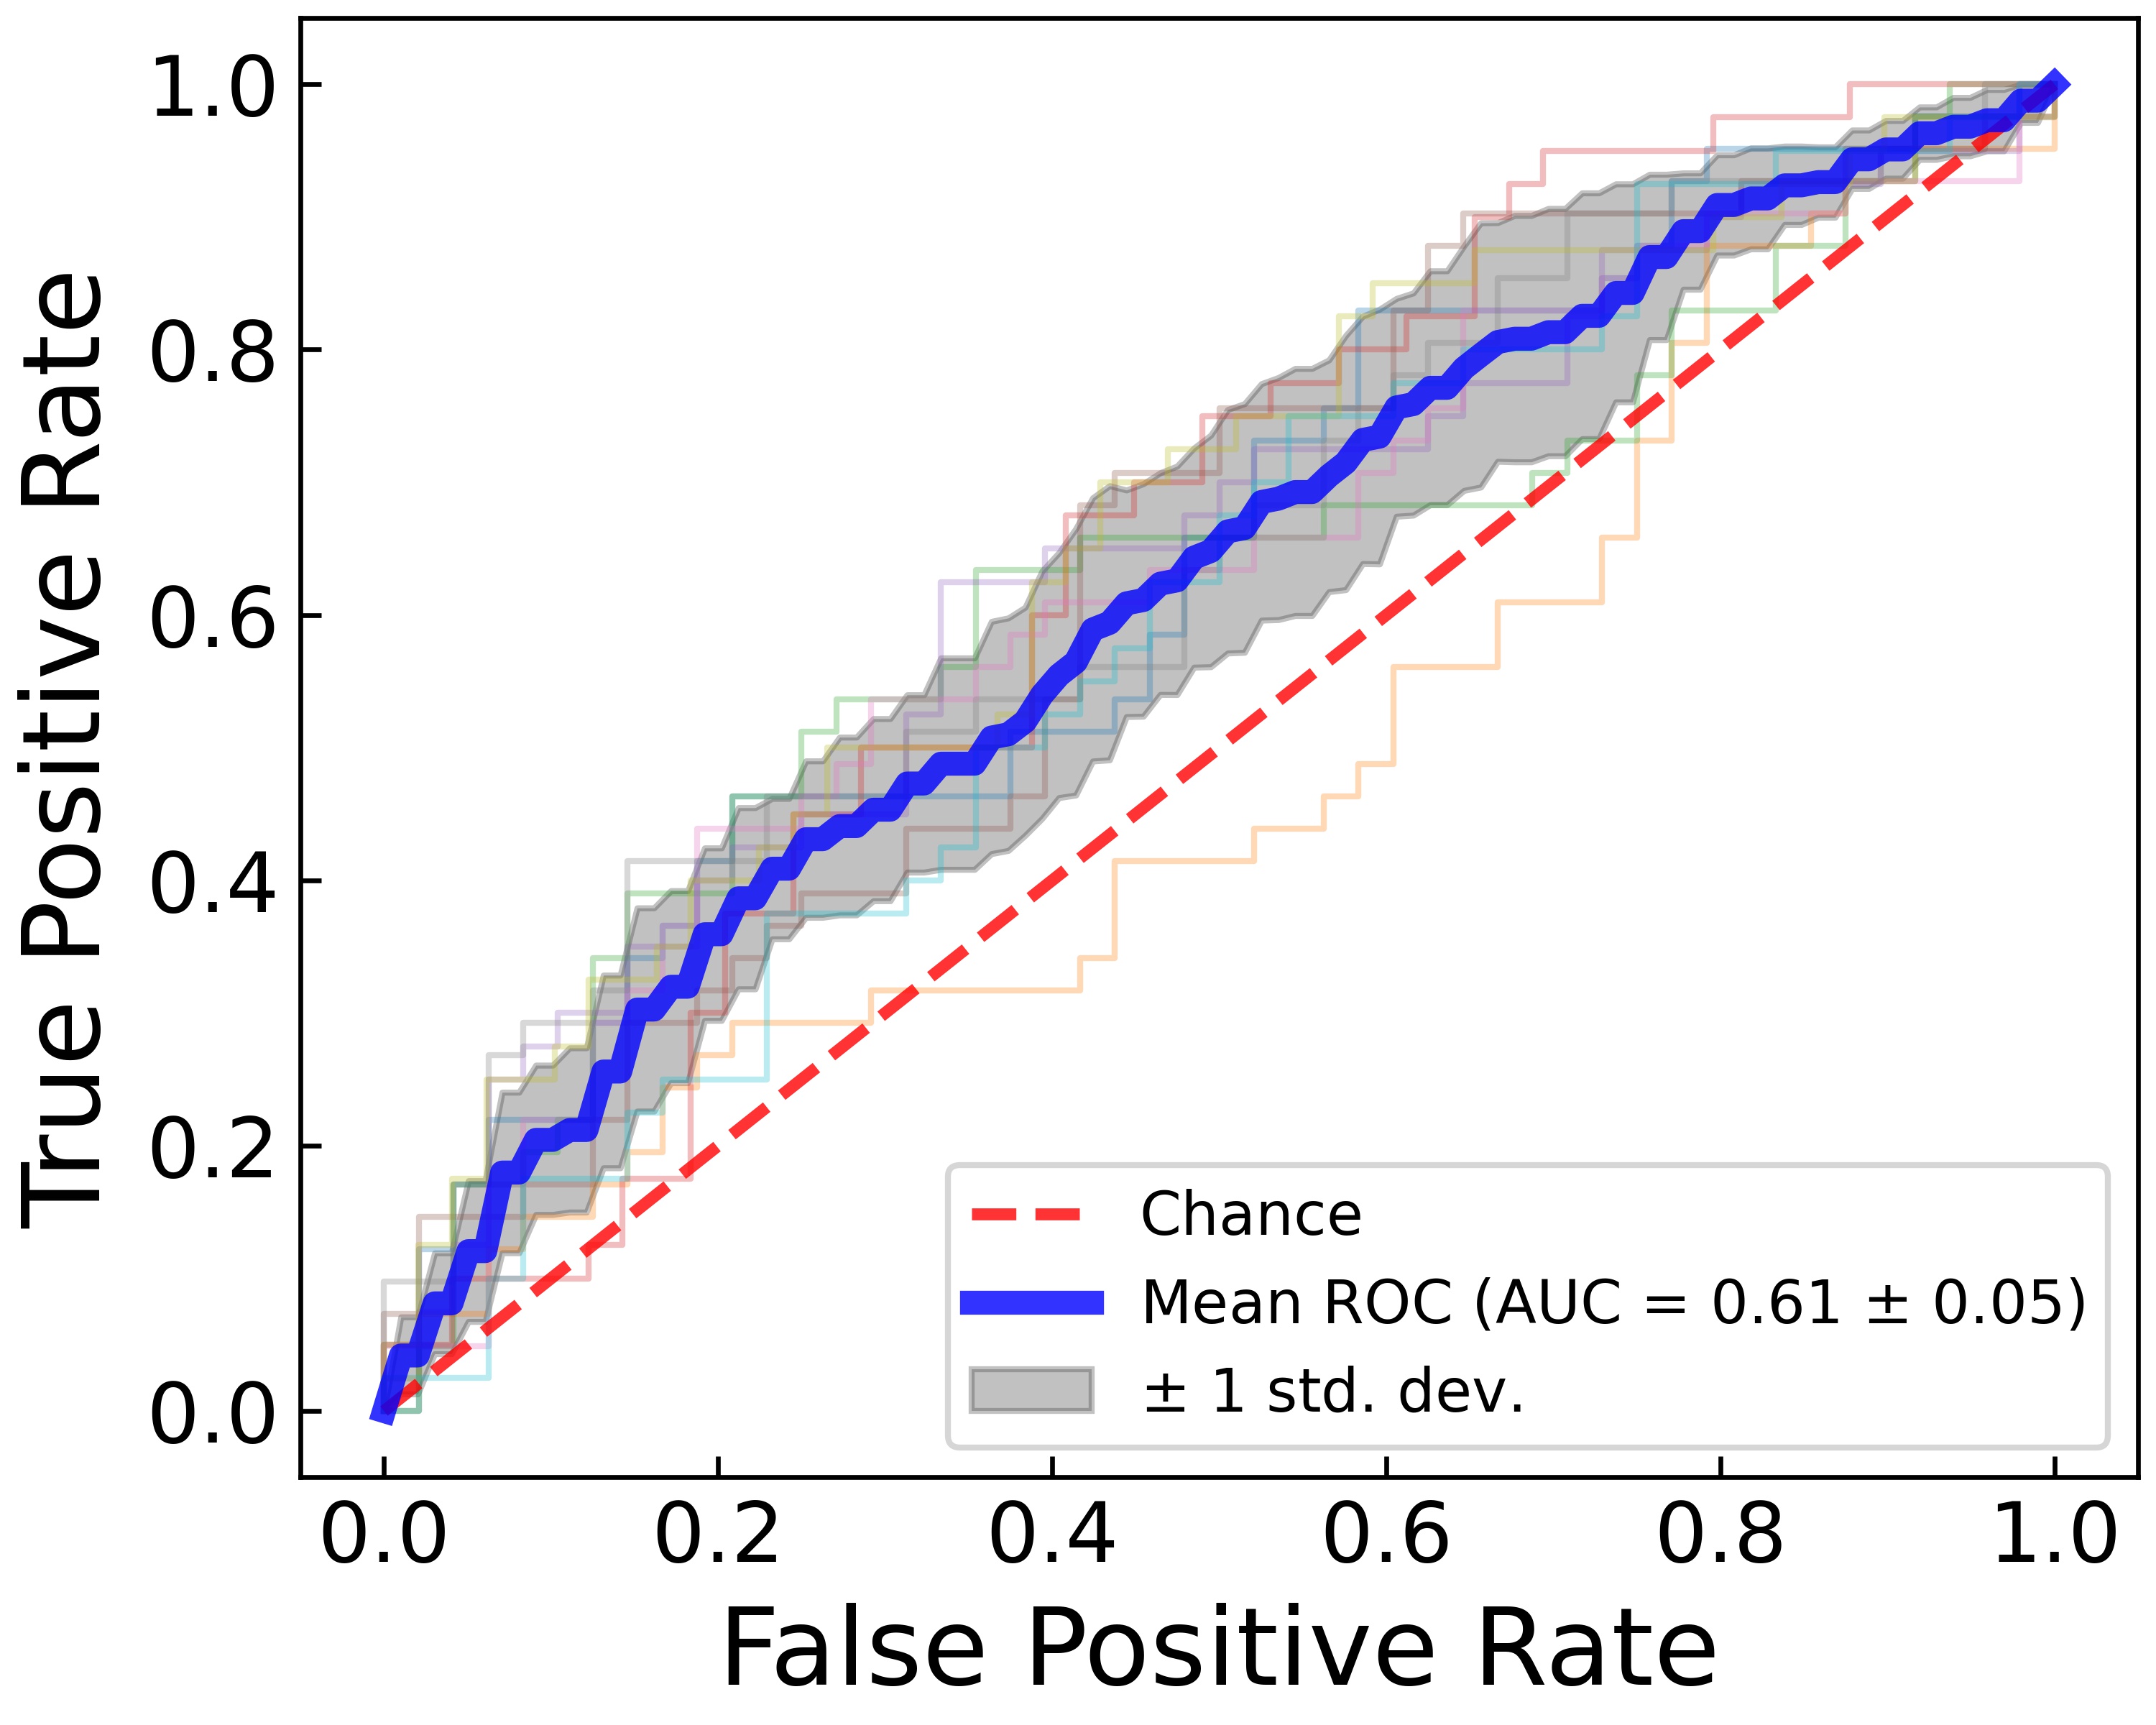 True Positive Rate
1.0
0.8
0.6
0.4
0.2
0.0
Chance
Mean ROC (AUC = 0.61 ± 0.05)
± 1 std. dev.
0.0 0.2 0.4 0.6 0.8 1.0
False Positive Rate